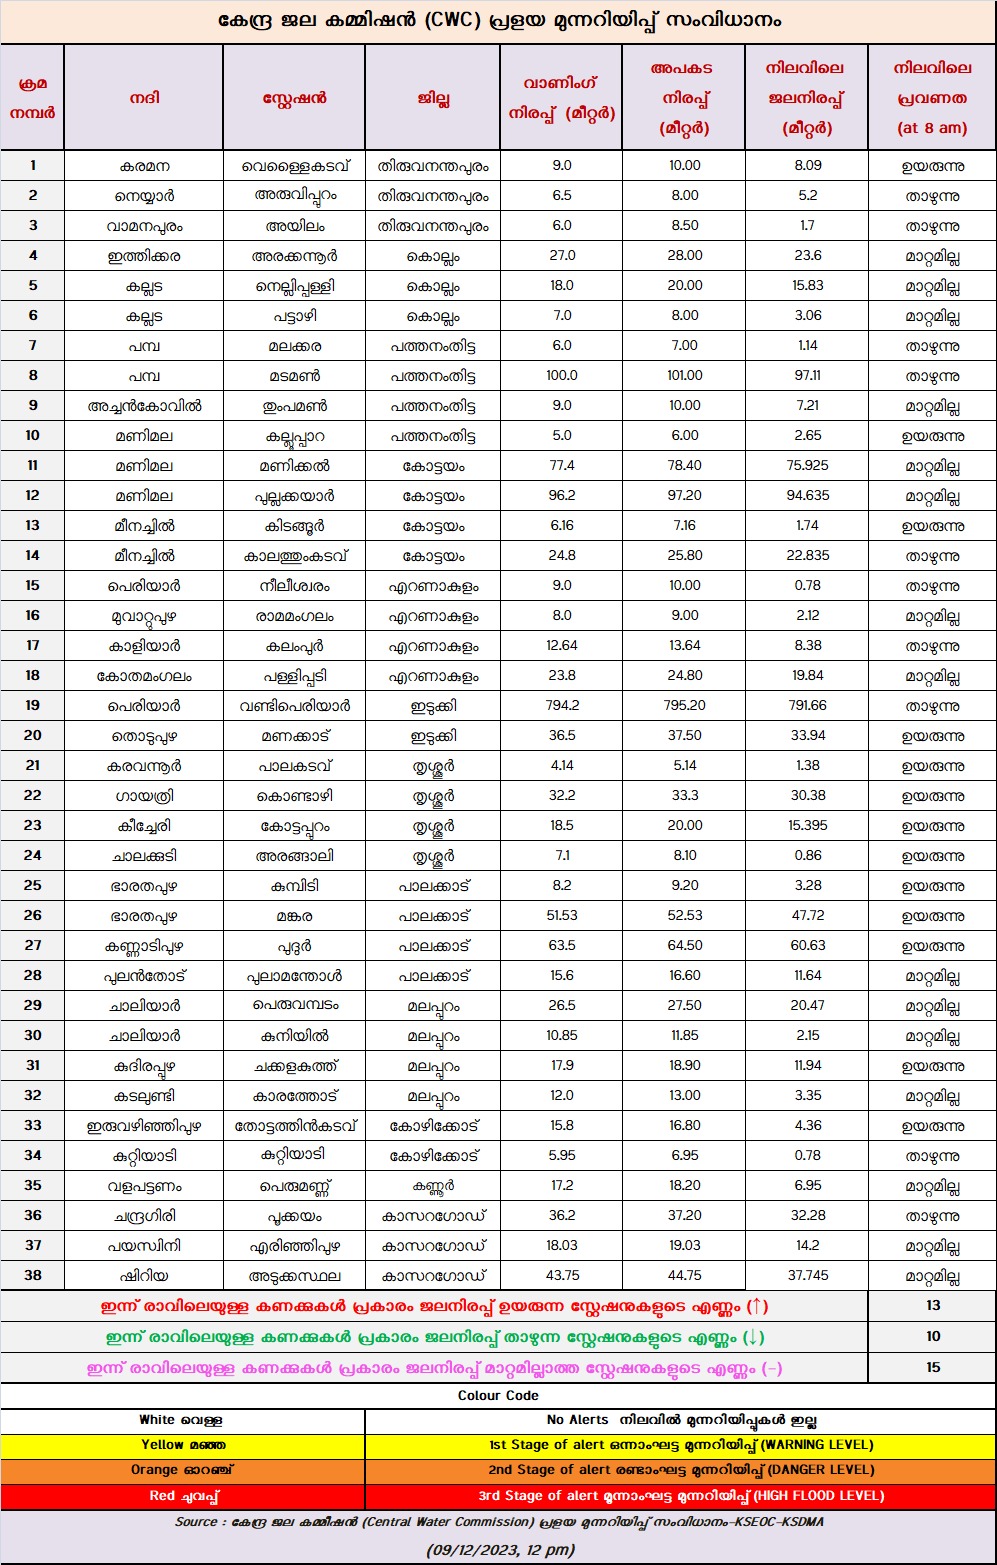 കേന്ദ്ര ജല കമ്മിഷൻ (CWC) പ്രളയ മുന്നറിയിപ്പ് സംവിധാനം
ക്രമ നമ്പർ നദി സ്റ്റേഷൻ ജില്ല വാണിംഗ് നിരപ്പ് (മീറ്റർ) അപകട നിരപ്പ് (മീറ്റർ) നിലവിലെ ജലനിരപ്പ് (മീറ്റർ) നിലവിലെ പ്രവണത (at 8 am)
1 കരമന വെള്ളൈകടവ് തിരുവനന്തപുരം 9.0 10.00 8.09 ഉയരുന്നു
2 നെയ്യാർ അരുവിപ്പുറം തിരുവനന്തപുരം 6.5 8.00 5.2 താഴുന്നു
3 വാമനപുരം അയിലം തിരുവനന്തപുരം 6.0 8.50 1.7 താഴുന്നു
4 ഇത്തിക്കര അരക്കന്നൂർ കൊല്ലം 27.0 28.00 23.6 മാറ്റമില്ല
5 കല്ലട നെല്ലിപ്പള്ളി കൊല്ലം 18.0 20.00 15.83 മാറ്റമില്ല
6 കല്ലട പട്ടാഴി കൊല്ലം 7.0 8.00 3.06 മാറ്റമില്ല
7 പമ്പ മലക്കര പത്തനംതിട്ട 6.0 7.00 1.14 താഴുന്നു
8 പമ്പ മടമൺ പത്തനംതിട്ട 100.0 101.00 97.11 താഴുന്നു
9 അച്ചൻകോവിൽ തുംപമൺ പത്തനംതിട്ട 9.0 10.00 7.21 മാറ്റമില്ല
10 മണിമല കല്ലൂപ്പാറ പത്തനംതിട്ട 5.0 6.00 2.65 ഉയരുന്നു
11 മണിമല മണിക്കൽ കോട്ടയം 77.4 78.40 75.925 മാറ്റമില്ല
12 മണിമല പുല്ലക്കയാർ കോട്ടയം 96.2 97.20 94.635 മാറ്റമില്ല
13 മീനച്ചിൽ കിടങ്ങൂർ കോട്ടയം 6.16 7.16 1.74 ഉയരുന്നു
14 മീനച്ചിൽ കാലത്തുംകടവ് കോട്ടയം 24.8 25.80 22.835 താഴുന്നു
15 പെരിയാർ നീലീശ്വരം എറണാകുളം 9.0 10.00 0.78 താഴുന്നു
16 മുവാറ്റുപുഴ രാമമംഗലം എറണാകുളം 8.0 9.00 2.12 മാറ്റമില്ല
17 കാളിയാർ കലംപുർ എറണാകുളം 12.64 13.64 8.38 താഴുന്നു
18 കോതമംഗലം പള്ളിപ്പടി എറണാകുളം 23.8 24.80 19.84 മാറ്റമില്ല
19 പെരിയാർ വണ്ടിപെരിയാർ ഇടുക്കി 794.2 795.20 791.66 താഴുന്നു
20 തൊടുപുഴ മണക്കാട് ഇടുക്കി 36.5 37.50 33.94 ഉയരുന്നു
21 കരവന്നൂർ പാലകടവ് തൃശ്ശൂർ 4.14 5.14 1.38 ഉയരുന്നു
22 ഗായത്രി കൊണ്ടാഴി തൃശ്ശൂർ 32.2 33.3 30.38 ഉയരുന്നു
23 കീച്ചേരി കോട്ടപ്പുറം തൃശ്ശൂർ 18.5 20.00 15.395 ഉയരുന്നു
24 ചാലക്കുടി അരങ്ങാലി തൃശ്ശൂർ 7.1 8.10 0.86 ഉയരുന്നു
25 ഭാരതപുഴ കുമ്പിടി പാലക്കാട് 8.2 9.20 3.28 ഉയരുന്നു
26 ഭാരതപുഴ മങ്കര പാലക്കാട് 51.53 52.53 47.72 ഉയരുന്നു
27 കണ്ണാടിപുഴ പുദുർ പാലക്കാട് 63.5 64.50 60.63 ഉയരുന്നു
28 പുലൻതോട് പുലാമന്തോൾ പാലക്കാട് 15.6 16.60 11.64 മാറ്റമില്ല
29 ചാലിയാർ പെരുവമ്പടം മലപ്പുറം 26.5 27.50 20.47 മാറ്റമില്ല
30 ചാലിയാർ കുനിയിൽ മലപ്പുറം 10.85 11.85 2.15 മാറ്റമില്ല
31 കുദിരപ്പുഴ ചക്കളകുത്ത് മലപ്പുറം 17.9 18.90 11.94 ഉയരുന്നു
32 കടലുണ്ടി കാരത്തോട് മലപ്പുറം 12.0 13.00 3.35 മാറ്റമില്ല
33 ഇരുവഴിഞ്ഞിപുഴ തോട്ടത്തിൻകടവ് കോഴിക്കോട് 15.8 16.80 4.36 ഉയരുന്നു
34 കുറ്റിയാടി കുറ്റിയാടി കോഴിക്കോട് 5.95 6.95 0.78 താഴുന്നു
35 വളപട്ടണം പെരുമണ്ണ് കണ്ണൂർ 17.2 18.20 6.95 മാറ്റമില്ല
36 ചന്ദ്രഗിരി പൂക്കയം കാസറഗോഡ് 36.2 37.20 32.28 താഴുന്നു
37 പയസ്വിനി എരിഞ്ഞിപുഴ കാസറഗോഡ് 18.03 19.03 14.2 മാറ്റമില്ല
38 ഷിറിയ അടുക്കസ്ഥല കാസറഗോഡ് 43.75 44.75 37.745 മാറ്റമില്ല
ഇന്ന് രാവിലെയുള്ള കണക്കുകൾ പ്രകാരം ജലനിരപ്പ് ഉയരുന്ന സ്റ്റേഷനുകളുടെ എണ്ണം (↑) 13
ഇന്ന് രാവിലെയുള്ള കണക്കുകൾ പ്രകാരം ജലനിരപ്പ് താഴുന്ന സ്റ്റേഷനുകളുടെ എണ്ണം (↓) 10
ഇന്ന് രാവിലെയുള്ള കണക്കുകൾ പ്രകാരം ജലനിരപ്പ് മാറ്റമില്ലാത്ത സ്റ്റേഷനുകളുടെ എണ്ണം (-) 15
Colour Code
White വെള്ള No Alerts നിലവിൽ മുന്നറിയിപ്പുകൾ ഇല്ല
Yellow മഞ്ഞ 1st Stage of alert ഒന്നാംഘട്ട മുന്നറിയിപ്പ് (WARNING LEVEL)
Orange ഓറഞ്ച് 2nd Stage of alert രണ്ടാംഘട്ട മുന്നറിയിപ്പ് (DANGER LEVEL)
Red ചുവപ്പ് 3rd Stage of alert മൂന്നാംഘട്ട മുന്നറിയിപ്പ് (HIGH FLOOD LEVEL)
Source : കേന്ദ്ര ജല കമ്മീഷൻ (Central Water Commission) പ്രളയ മുന്നറിയിപ്പ് സംവിധാനം-KSEOC-KSDMA
(09/12/2023, 12 pm)